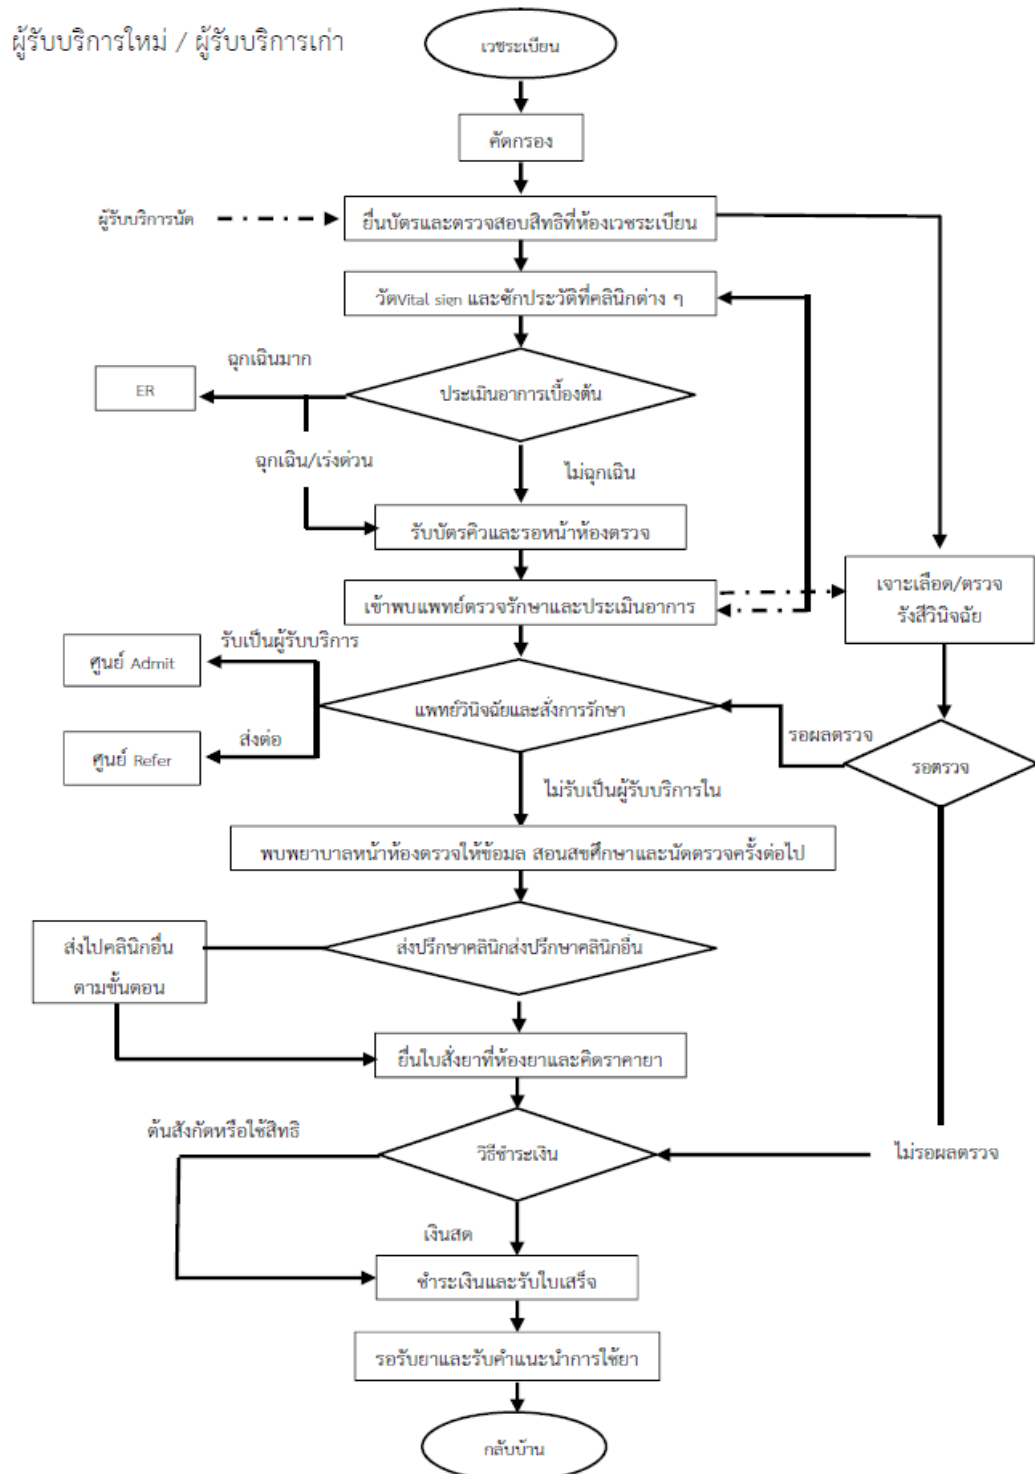 ผู้รับบริการใหม่ / ผู้รับบริการเก่า
เวชระเบียน
คัดกรอง
ผู้รับบริการนัด
ยื่นบัตรและตรวจสอบสิทธิที่ห้องเวชระเบียน
วัดVital sign และซักประวัติที่คลินิกต่าง ๆ
ฉุกเฉินมาก
ER
ประเมินอาการเบื้องต้น
ฉุกเฉิน/เร่งด่วน
ไม่ฉุกเฉิน
รับบัตรคิวและรอหน้าห้องตรวจ
เจาะเลือด/ตรวจ
รังสีวินิจฉัย
เข้าพบแพทย์ตรวจรักษาและประเมินอาการ
รับเป็นผู้รับบริการ
ศูนย์ Admit
แพทย์วินิจฉัยและสั่งการรักษา
รอผลตรวจ
ส่งต่อ
ศูนย์ Refer
รอตรวจ
ไม่รับเป็นผู้รับบริการใน
พบพยาบาลหน้าห้องตรวจให้ข้อมล สอนสขศึกษาและนัดตรวจครั้งต่อไป
ส่งไปคลินิกอื่น
ตามขั้นตอน
ส่งปรึกษาคลินิกส่งปรึกษาคลินิกอื่น
ยื่นใบสั่งยาที่ห้องยาและคิดราคายา
ต้นสังกัดหรือใช้สิทธิ
วิธีชำระเงิน
ไม่รอผลตรวจ
เงินสด
ชำระเงินและรับใบเสร็จ
รอรับยาและรับคำแนะนำการใช้ยา
กลับบ้าน